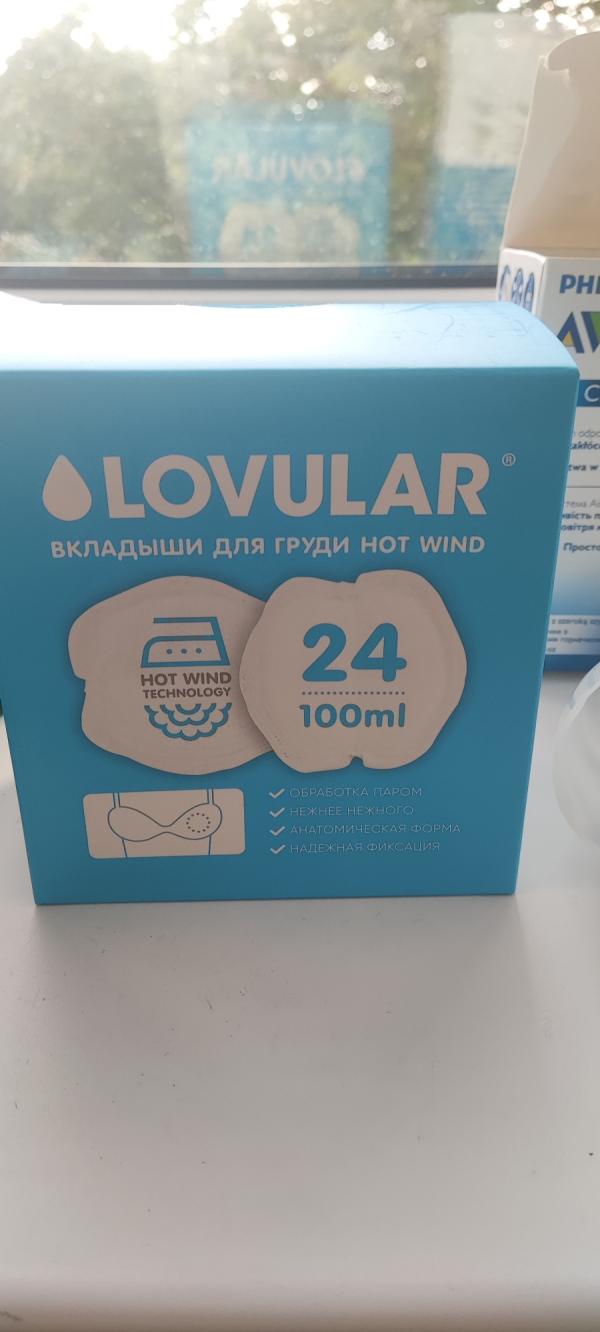 LOVULAR®
ВКЛАДЫШИ ДЛЯ ГРУДИ HOT WIND
HOT WIND
TECHNOLOGY
24
100ml
ОБРАБОТКА ПАРОМ
НЕЖНЕЕ НЕЖНОГО
АНАТОМИЧЕСКАЯ ФОРМА
НАДЕЖНАЯ ФИКСАЦИЯ
PHI
AV
C
Просто